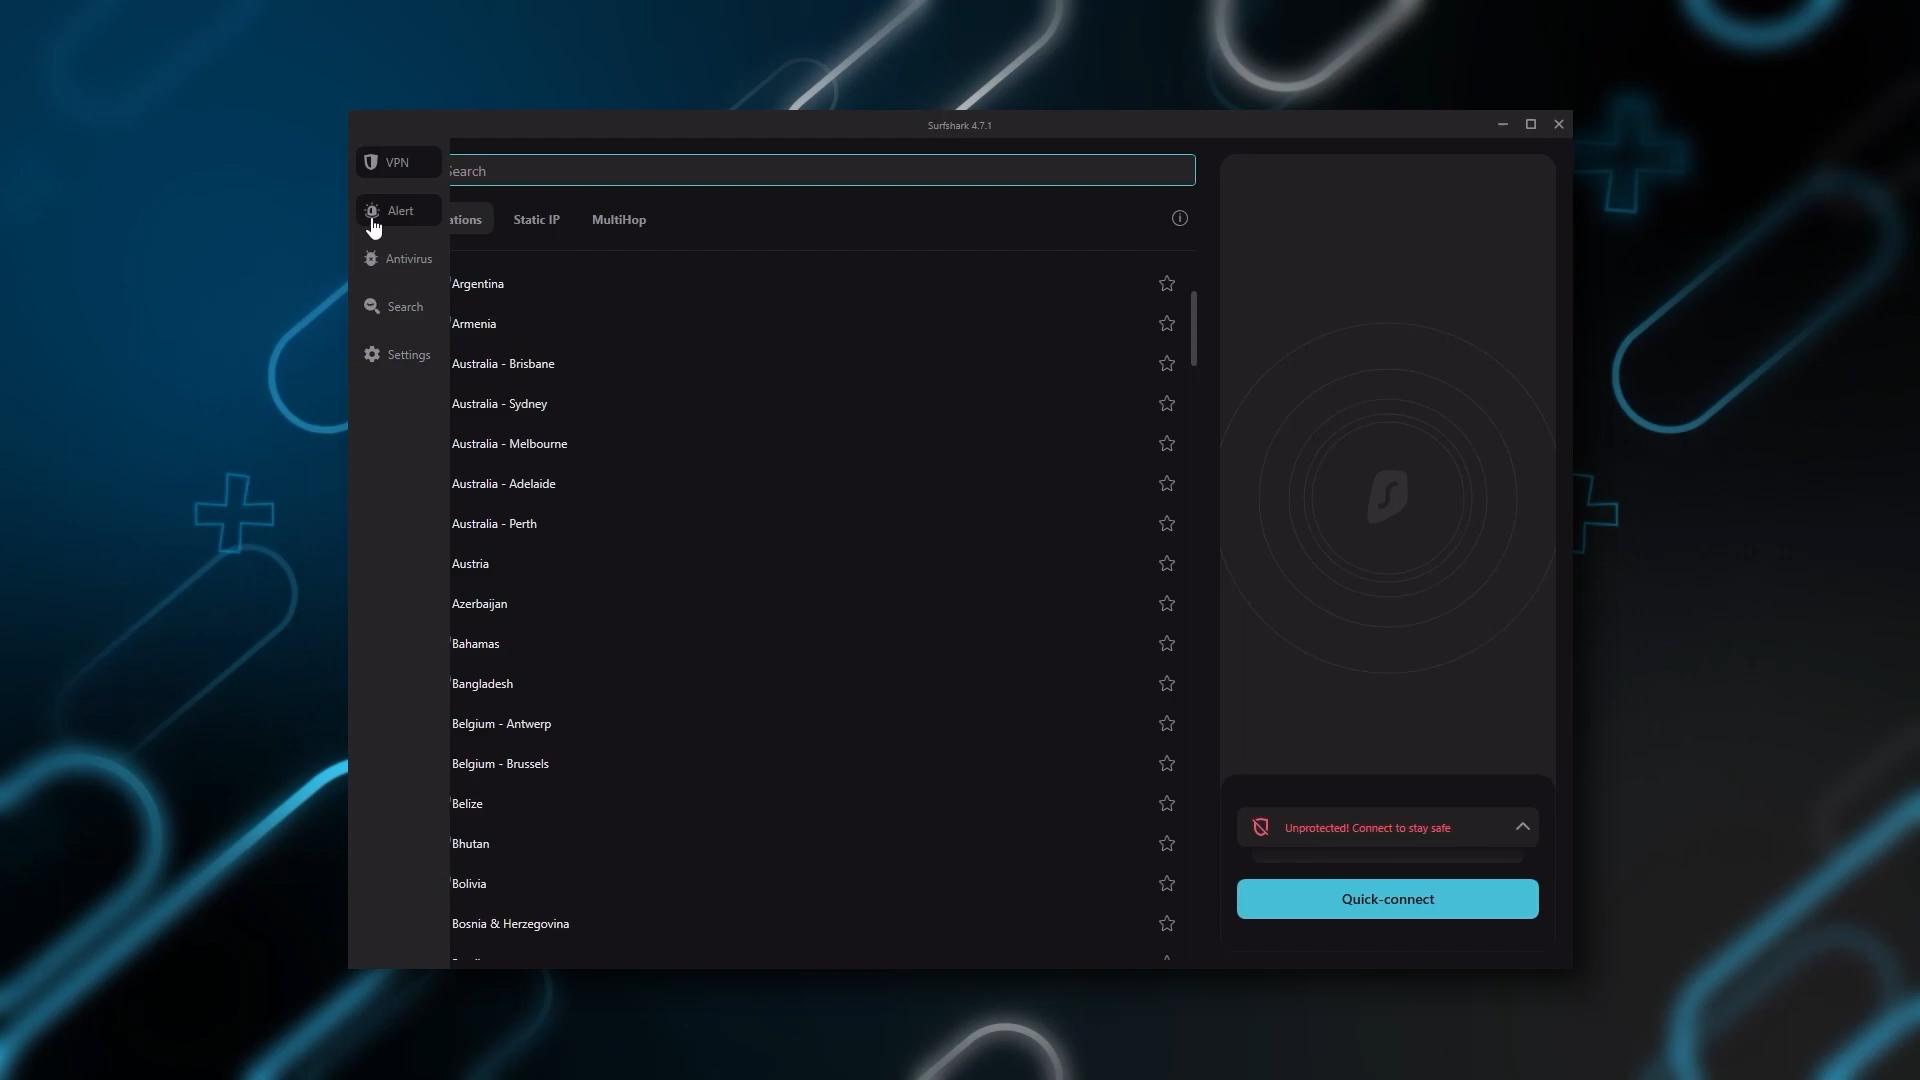 Surfshark 4.7.1
VPN
Alert
Antivirus
Search
Settings
Search
ations
Static IP
MultiHop
Argentina
Armenia
Australia - Brisbane
Australia - Sydney
Australia - Melbourne
Australia - Adelaide
Australia - Perth
Austria
Azerbaijan
Bahamas
Bangladesh
Belgium - Antwerp
Belgium - Brussels
Belize
Bhutan
Bolivia
Bosnia & Herzegovina
Unprotected! Connect to stay safe
Quick-connect